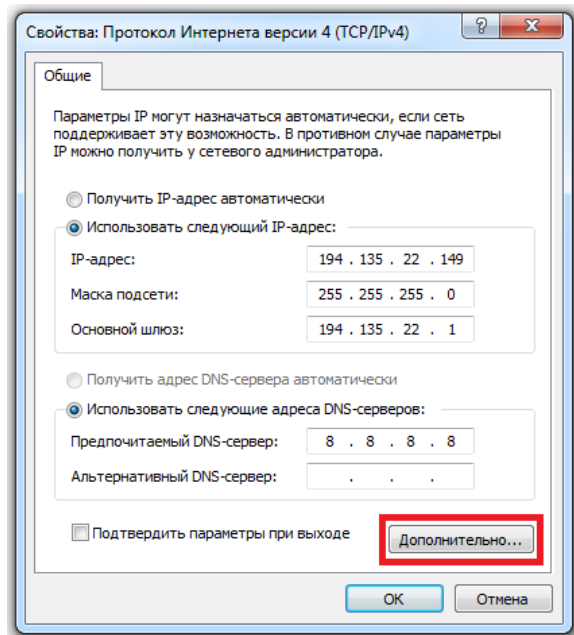 Свойства: Протокол Интернета версии 4 (TCP/IPv4)
Общие
Параметры IP могут назначаться автоматически, если сеть
поддерживает эту возможность. В противном случае параметры
IP можно получить у сетевого администратора.
Получить IP-адрес автоматически
Использовать следующий IP-адрес:
IP-адрес: 194 . 135 . 22 . 149
Маска подсети: 255 . 255 . 255 . 0
Основной шлюз: 194 . 135 . 22 . 1
Получить адрес DNS-сервера автоматически
Использовать следующие адреса DNS-серверов:
Предпочитаемый DNS-сервер: 8 . 8 . 8 . 8
Альтернативный DNS-сервер: . . .
Подтвердить параметры при выходе Дополнительно...
OK Отмена